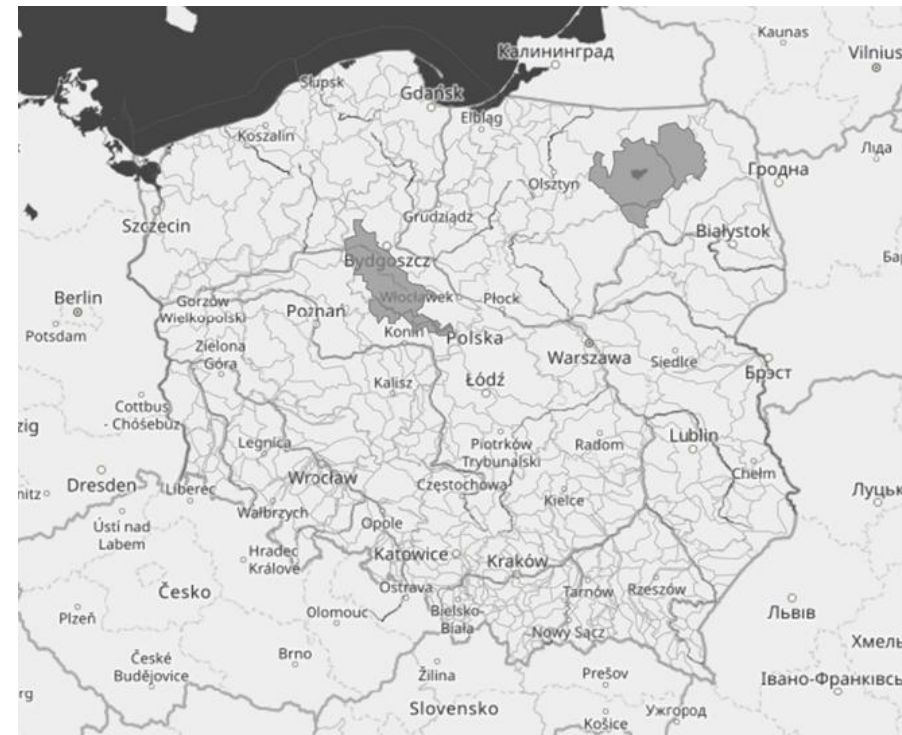 Kaunas
Калининград
Vilnius
Słupsk
Gdańsk
Elbląg
Koszalin
Ліда
Гродна
Olsztyn
Grudziądz
Szczecin
Białystok
Bydgoszcz
Berlin
Gorzów
Wielkopolski
Włocławek
Płock
Poznań
Potsdam
Konin
Polska
Warszawa
Siedlce
Брэст
Zielona
Góra
Kalisz
Łódź
Cottbus
- Chóśebuz
Legnica
Piotrków
Trybunalski
Radom
Lublin
Wrocław
Częstochowa
Chełm
Dresden
Liberec
Kielce
Wałbrzych
Луцьк
Ústí nad
Labem
Opole
Hradec
Králové
Katowice
Kraków
Česko
Ostrava
Tarnów
Rzeszów
Plzeň
Olomouc
Bielsko-
Biała
Львів
Nowy Sącz
Brno
České
Budějovice
Žilina
Prešov
Івано-Франківсь
Slovensko
Košice
Ужгород